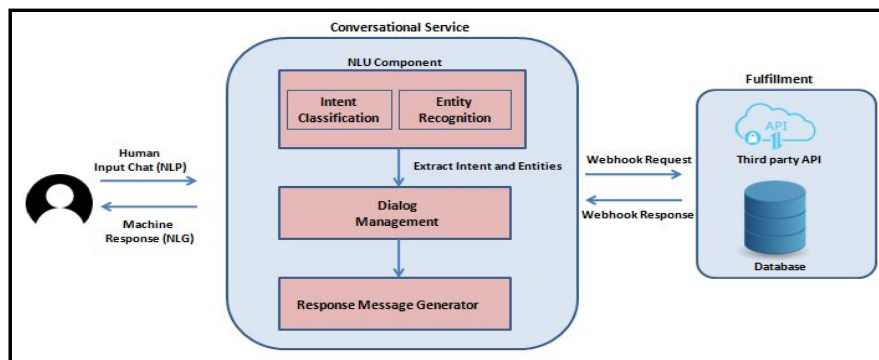 Conversational Service
NLU Component
Intent
Classification
Entity
Recognition
Extract Intent and Entities
Human
Input Chat (NLP)
Machine
Response (NLG)
Dialog
Management
Response Message Generator
Webhook Request
Webhook Response
Fulfillment
API
Third party API
Database